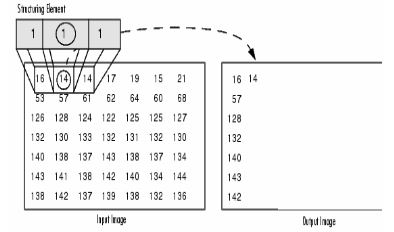 Structuring Element
1 1 1
16 14 14 17 19 15 21
53 57 61 62 64 60 68
126 128 124 122 125 125 127
132 130 133 132 131 132 130
140 138 137 143 138 137 134
143 141 138 142 140 134 144
138 142 137 139 138 132 136
Input Image
16 14
57
128
132
140
143
142
Output Image